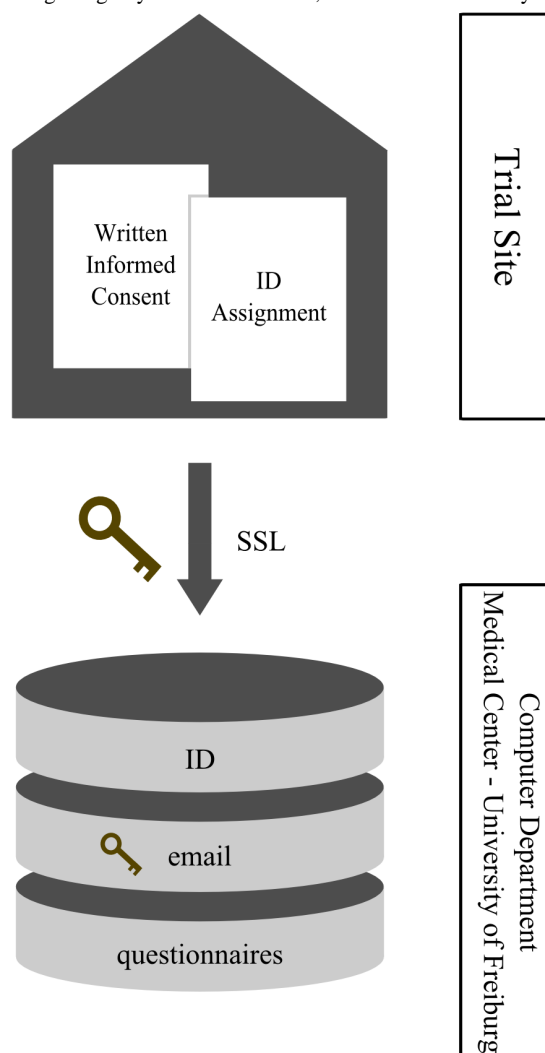 Written
Informed
Consent
ID
Assignment
Trial Site
SSL
ID
email
questionnaires
Computer Department
Medical Center - University of Freiburg